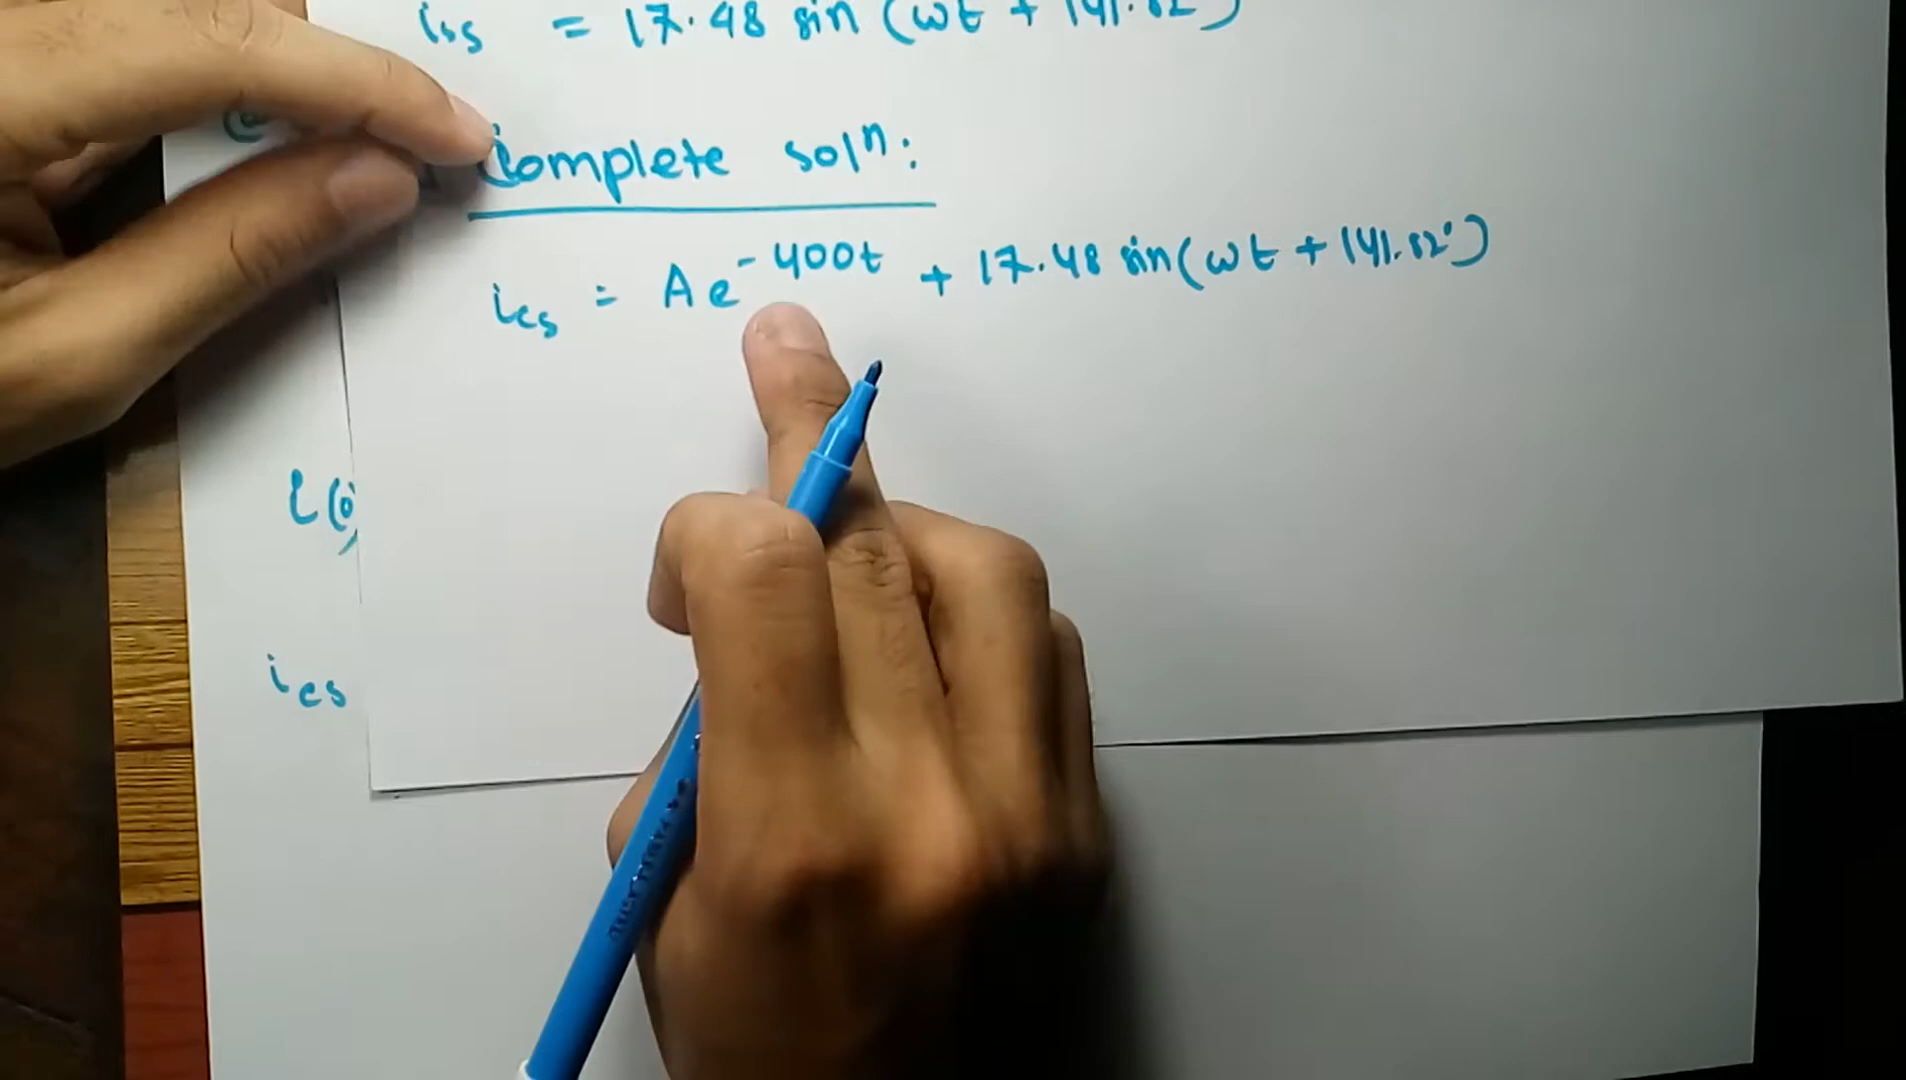 iss = 17.48 sin (ωt + 141.82°)
Complete solⁿ:
ics = Ae^-400t + 17.48 sin(ωt + 141.82°)
i(0)
ics